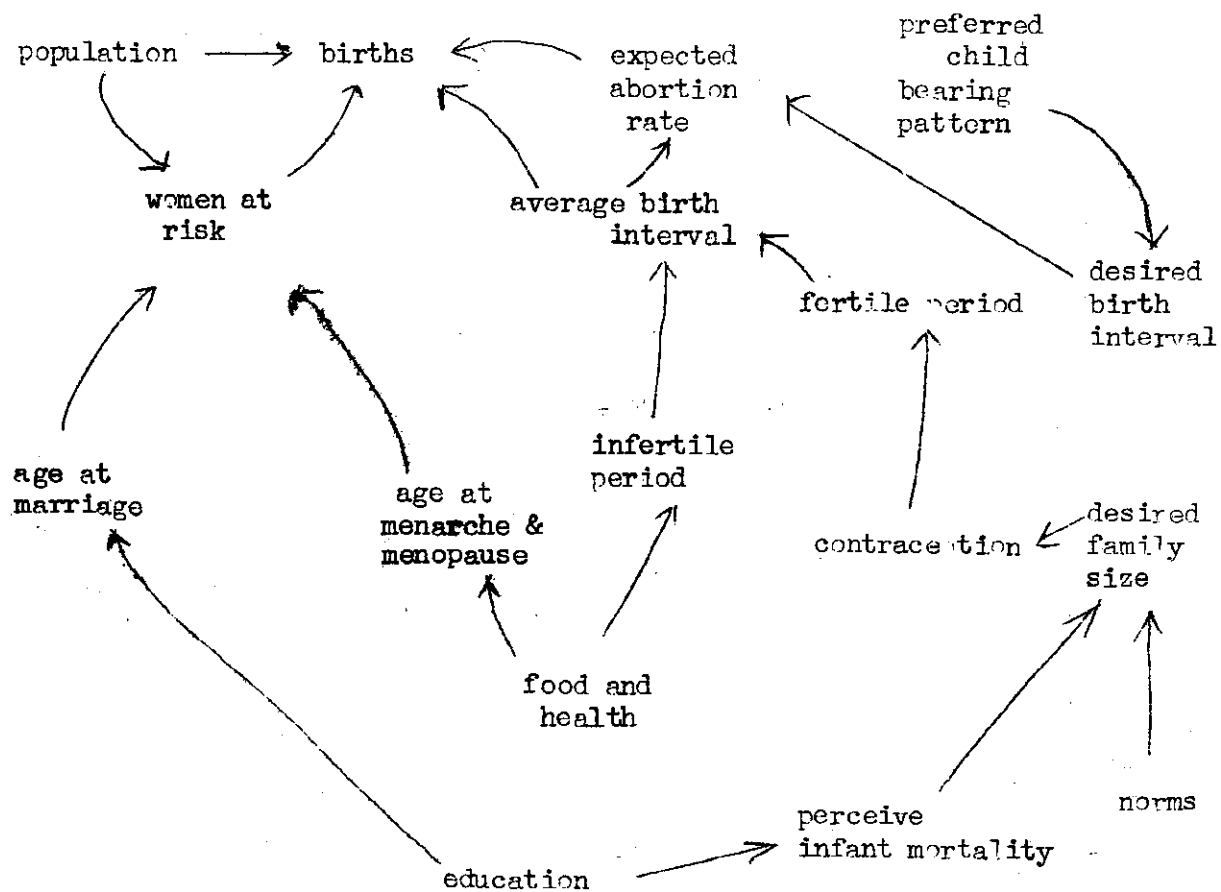 population
births
expected
abortion
rate
preferred
child
bearing
pattern
women at
risk
average birth
interval
fertile period
desired
birth
interval
age at
marriage
age at
menarche &
menopause
infertile
period
contraception
desired
family
size
food and
health
education
perceive
infant mortality
norms